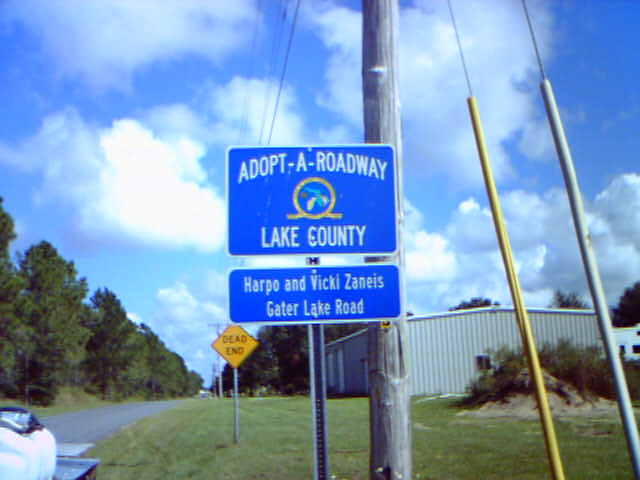 ADOPT-A-ROADWAY
LAKE COUNTY
Harpo and Vicki Zaneis
Gater Lake Road
DEAD
END